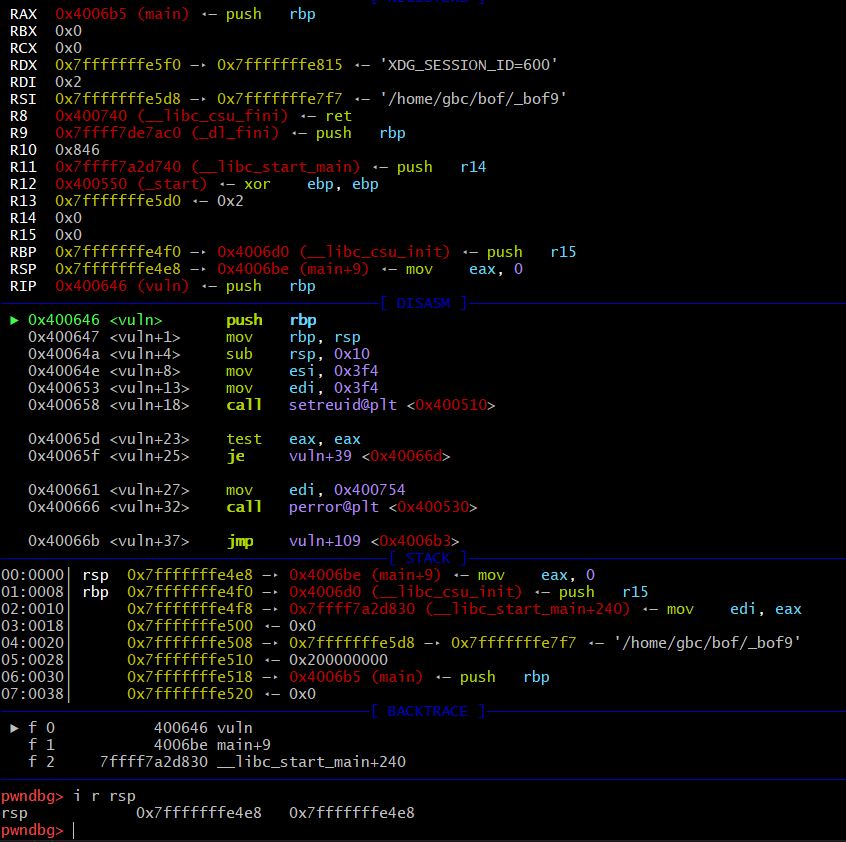 [ REGISTERS ]
RAX  0x4006b5 (main) ◂— push   rbp
RBX  0x0
RCX  0x0
RDX  0x7fffffffe5f0 —▸ 0x7fffffffe815 ◂— 'XDG_SESSION_ID=600'
RDI  0x2
RSI  0x7fffffffe5d8 —▸ 0x7fffffffe7f7 ◂— '/home/gbc/bof/_bof9'
R8   0x400740 (__libc_csu_fini) ◂— ret
R9   0x7ffff7de7ac0 (_dl_fini) ◂— push   rbp
R10  0x846
R11  0x7ffff7a2d740 (__libc_start_main) ◂— push   r14
R12  0x400550 (_start) ◂— xor    ebp, ebp
R13  0x7fffffffe5d0 ◂— 0x2
R14  0x0
R15  0x0
RBP  0x7fffffffe4f0 —▸ 0x4006d0 (__libc_csu_init) ◂— push   r15
RSP  0x7fffffffe4e8 —▸ 0x4006be (main+9) ◂— mov    eax, 0
RIP  0x400646 (vuln) ◂— push   rbp
[ DISASM ]
► 0x400646 <vuln>       push   rbp
0x400647 <vuln+1>     mov    rbp, rsp
0x40064a <vuln+4>     sub    rsp, 0x10
0x40064e <vuln+8>     mov    esi, 0x3f4
0x400653 <vuln+13>    mov    edi, 0x3f4
0x400658 <vuln+18>    call   setreuid@plt <0x400510>
0x40065d <vuln+23>    test   eax, eax
0x40065f <vuln+25>    je     vuln+39 <0x40066d>
0x400661 <vuln+27>    mov    edi, 0x400754
0x400666 <vuln+32>    call   perror@plt <0x400530>
0x40066b <vuln+37>    jmp    vuln+109 <0x4006b3>
[ STACK ]
00:0000│ rsp  0x7fffffffe4e8 —▸ 0x4006be (main+9) ◂— mov    eax, 0
01:0008│ rbp  0x7fffffffe4f0 —▸ 0x4006d0 (__libc_csu_init) ◂— push   r15
02:0010│      0x7fffffffe4f8 —▸ 0x7ffff7a2d830 (__libc_start_main+240) ◂— mov    edi, eax
03:0018│      0x7fffffffe500 ◂— 0x0
04:0020│      0x7fffffffe508 —▸ 0x7fffffffe5d8 —▸ 0x7fffffffe7f7 ◂— '/home/gbc/bof/_bof9'
05:0028│      0x7fffffffe510 ◂— 0x200000000
06:0030│      0x7fffffffe518 —▸ 0x4006b5 (main) ◂— push   rbp
07:0038│      0x7fffffffe520 ◂— 0x0
[ BACKTRACE ]
► f 0           400646 vuln
f 1           4006be main+9
f 2     7ffff7a2d830 __libc_start_main+240
pwndbg> i r rsp
rsp            0x7fffffffe4e8   0x7fffffffe4e8
pwndbg>